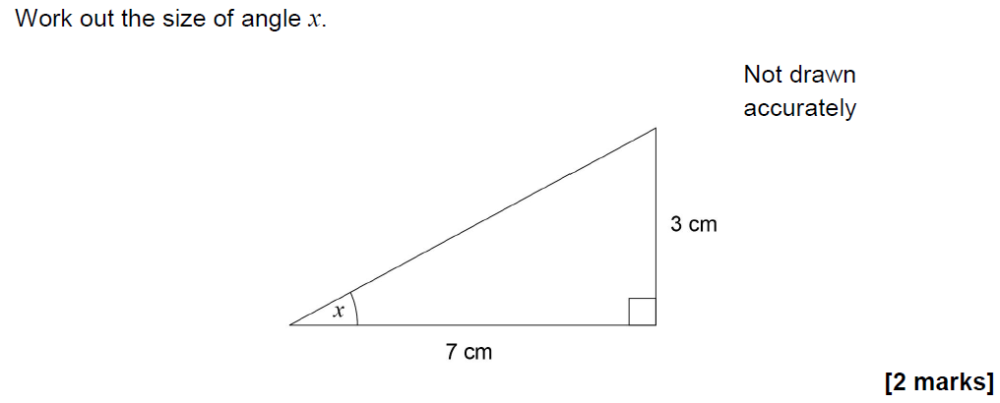 Work out the size of angle x.
Not drawn
accurately
3 cm
x
7 cm
[2 marks]